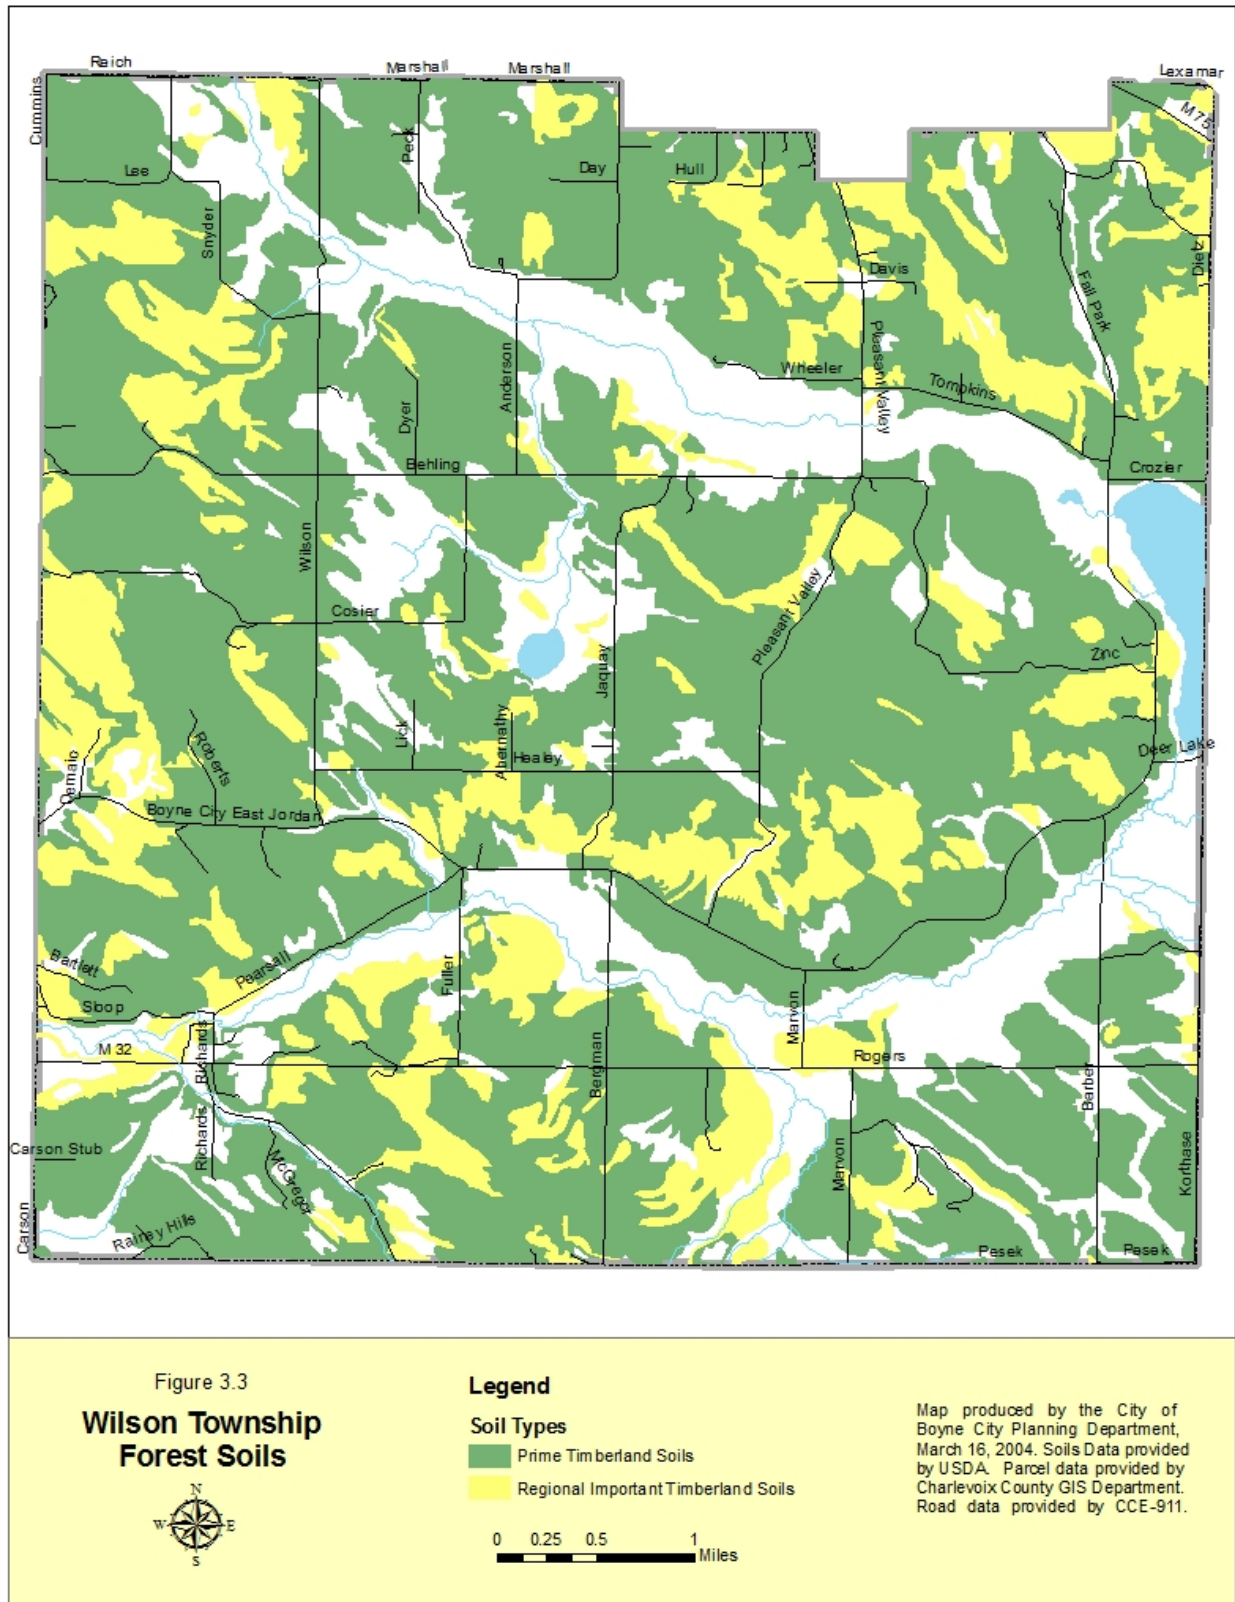 Raich
Marshall
Marshall
Lexamar
Cummins
M 75
Peck
Lee
Day
Hull
Snyder
Dietz
Davis
Fall Park
Pleasant Valley
Anderson
Wheeler
Tompkins
Dyer
Behling
Crozier
Wilson
Pleasant Valley
Cosier
Jaquay
Zinc
Lick
Abernathy
Roberts
Healey
Deer Lake
Demain
Boyne City East Jordan
Bartlett
Pearsall
Fuller
Sloop
Marvon
Richards
M 32
Bergman
Rogers
Barber
Richards
Carson Stub
McGregor
Marvon
Korthase
Carson
Rainey Hills
Pesek
Pesek
Figure 3.3
Wilson Township
Forest Soils
N
W
E
S
Legend
Soil Types
Prime Timberland Soils
Regional Important Timberland Soils
0 0.25 0.5 1
Miles
Map produced by the City of
Boyne City Planning Department,
March 16, 2004. Soils Data provided
by USDA. Parcel data provided by
Charlevoix County GIS Department.
Road data provided by CCE-911.